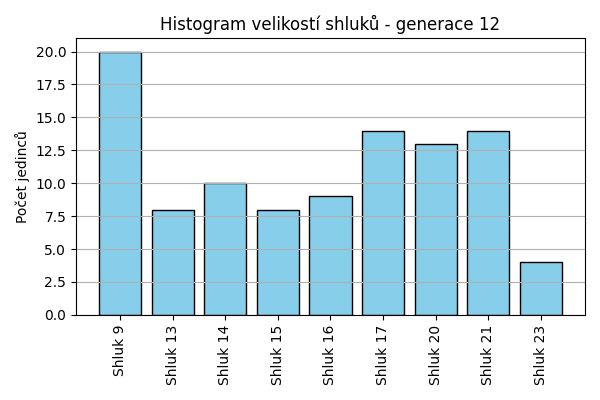 Histogram velikostí shluků - generace 12
Počet jedinců
20.0
17.5
15.0
12.5
10.0
7.5
5.0
2.5
0.0
Shluk 9
Shluk 13
Shluk 14
Shluk 15
Shluk 16
Shluk 17
Shluk 20
Shluk 21
Shluk 23